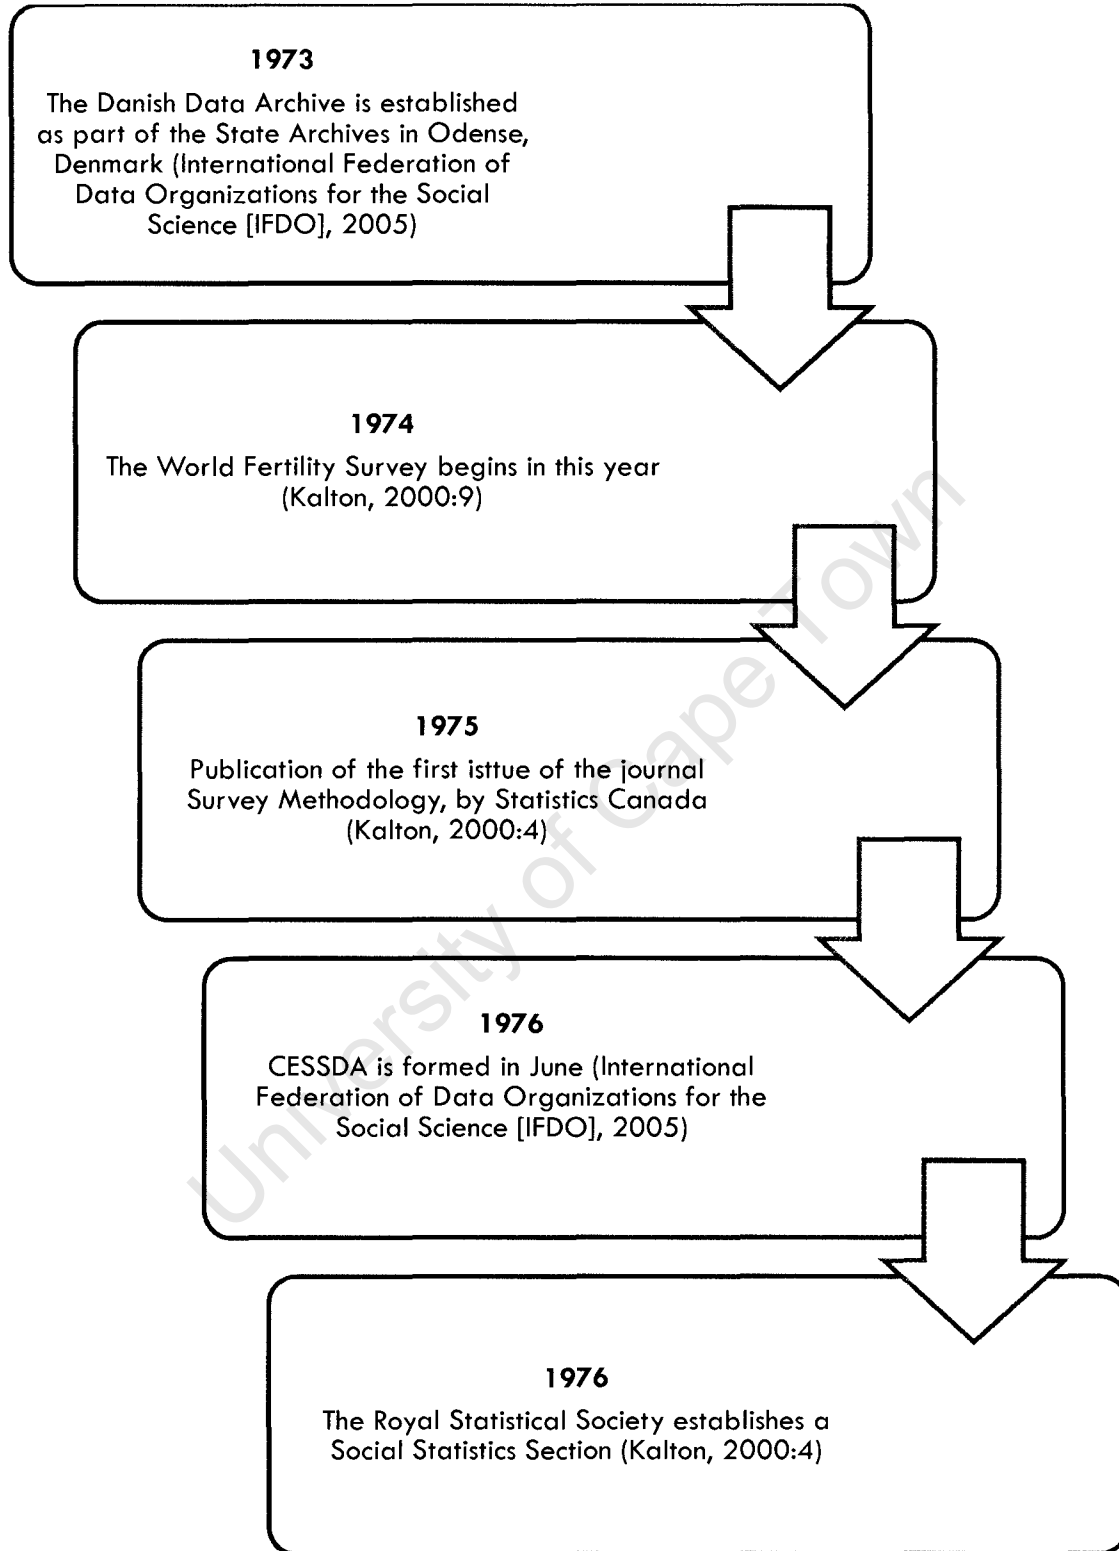 1973
The Danish Data Archive is established
as part of the State Archives in Odense,
Denmark (International Federation of
Data Organizations for the Social
Science [IFDO], 2005)
1974
The World Fertility Survey begins in this year
(Kalton, 2000:9)
1975
Publication of the first isttue of the journal
Survey Methodology, by Statistics Canada
(Kalton, 2000:4)
1976
CESSDA is formed in June (International
Federation of Data Organizations for the
Social Science [IFDO], 2005)
1976
The Royal Statistical Society establishes a
Social Statistics Section (Kalton, 2000:4)
University of Cape Town